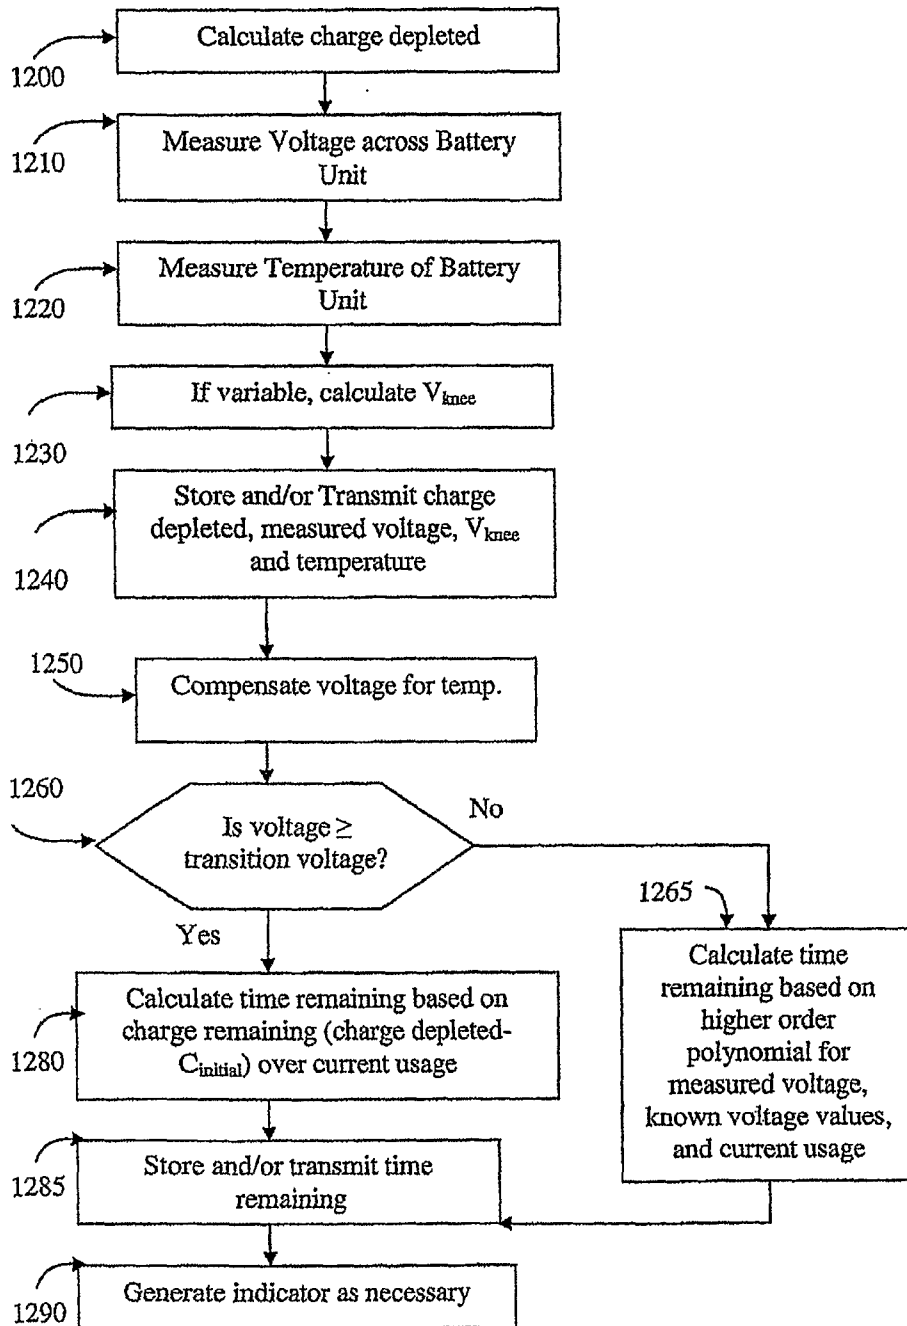 Calculate charge depleted
1200
1210
Measure Voltage across Battery
Unit
1220
Measure Temperature of Battery
Unit
1230
If variable, calculate Vknee
1240
Store and/or Transmit charge
depleted, measured voltage, Vknee
and temperature
1250
Compensate voltage for temp.
1260
Is voltage ≥
transition voltage?
No
Yes
1265
Calculate time
remaining based on
higher order
polynomial for
measured voltage,
known voltage values,
and current usage
1280
Calculate time remaining based on
charge remaining (charge depleted-
Cinitial) over current usage
1285
Store and/or transmit time
remaining
1290
Generate indicator as necessary